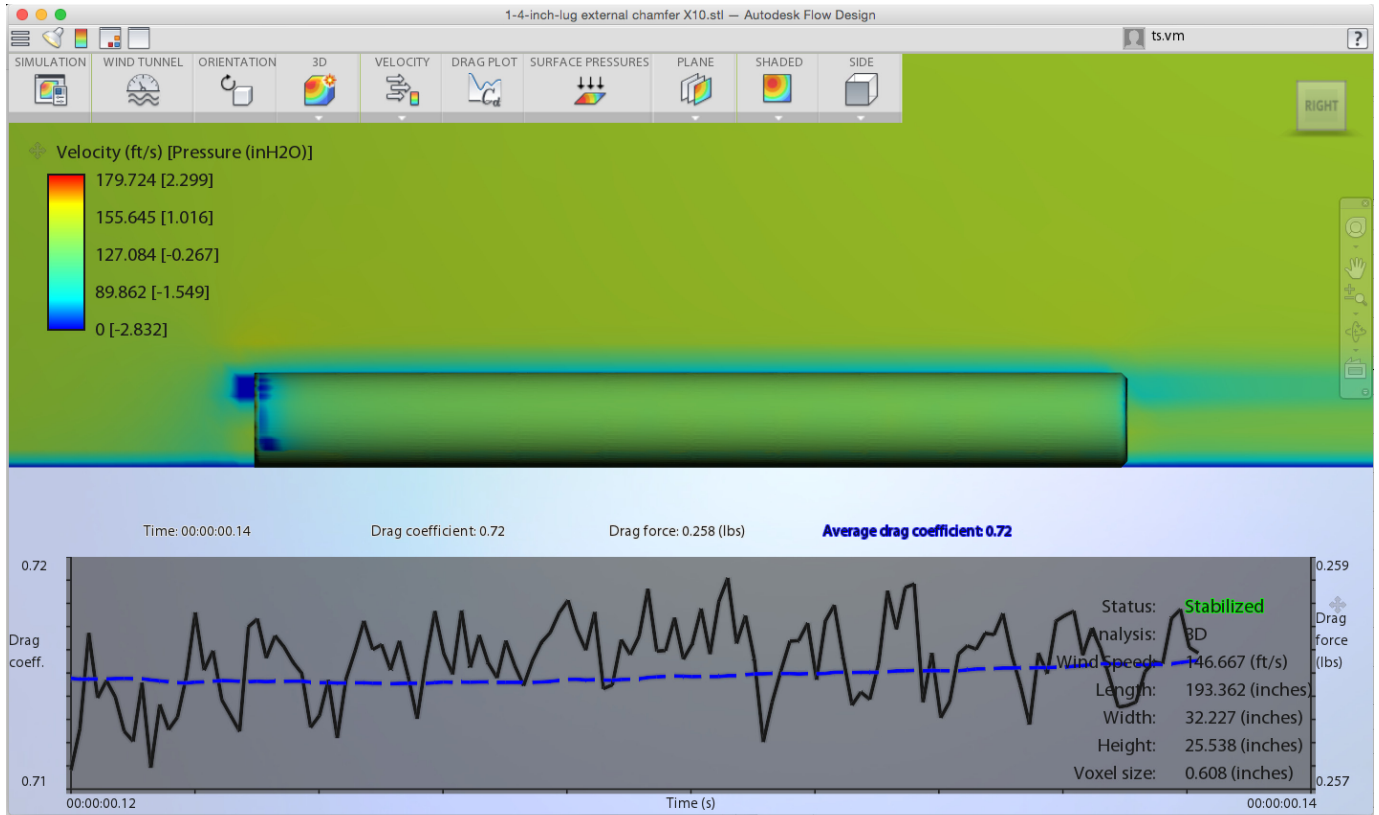 1-4-inch-lug external chamfer X10.stl — Autodesk Flow Design
ts.vm
?
SIMULATION WIND TUNNEL ORIENTATION 3D VELOCITY DRAG PLOT SURFACE PRESSURES PLANE SHADED SIDE
Cd
RIGHT
Velocity (ft/s) [Pressure (inH2O)]
179.724 [2.299]
155.645 [1.016]
127.084 [-0.267]
89.862 [-1.549]
0 [-2.832]
Time: 00:00:00.14 Drag coefficient: 0.72 Drag force: 0.258 (lbs) Average drag coefficient: 0.72
0.72
Drag
coeff.
0.71
0.259
Drag
force
(lbs)
0.257
Status: Stabilized
Analysis: 3D
Wind Speed: 146.667 (ft/s)
Length: 193.362 (inches)
Width: 32.227 (inches)
Height: 25.538 (inches)
Voxel size: 0.608 (inches)
00:00:00.12 Time (s) 00:00:00.14